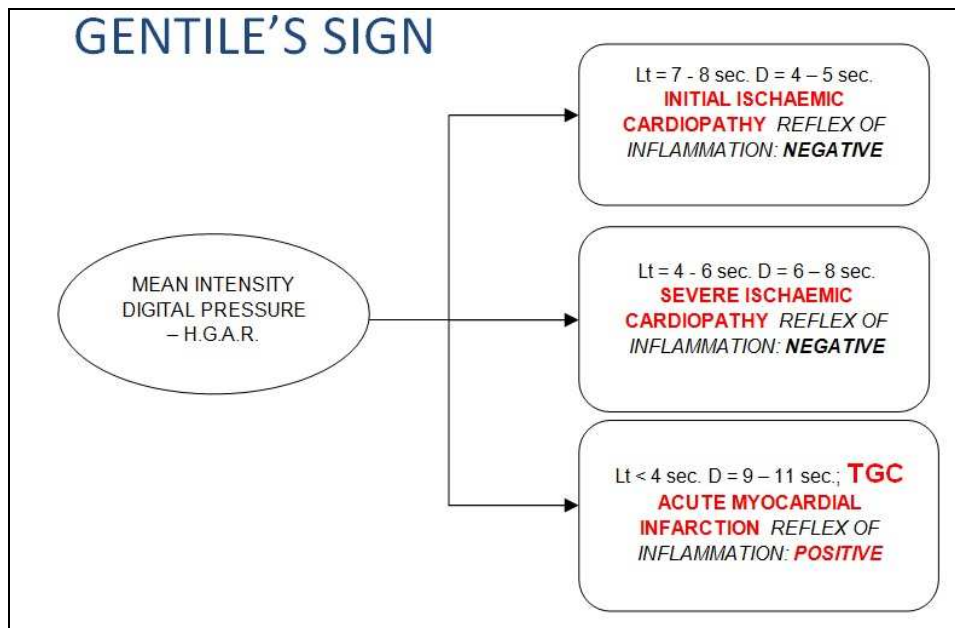 GENTILE’S SIGN
MEAN INTENSITY
DIGITAL PRESSURE
– H.G.A.R.
Lt = 7 - 8 sec. D = 4 – 5 sec.
INITIAL ISCHAEMIC
CARDIOPATHY REFLEX OF
INFLAMMATION: NEGATIVE
Lt = 4 - 6 sec. D = 6 – 8 sec.
SEVERE ISCHAEMIC
CARDIOPATHY REFLEX OF
INFLAMMATION: NEGATIVE
Lt < 4 sec. D = 9 – 11 sec.; TGC
ACUTE MYOCARDIAL
INFARCTION REFLEX OF
INFLAMMATION: POSITIVE